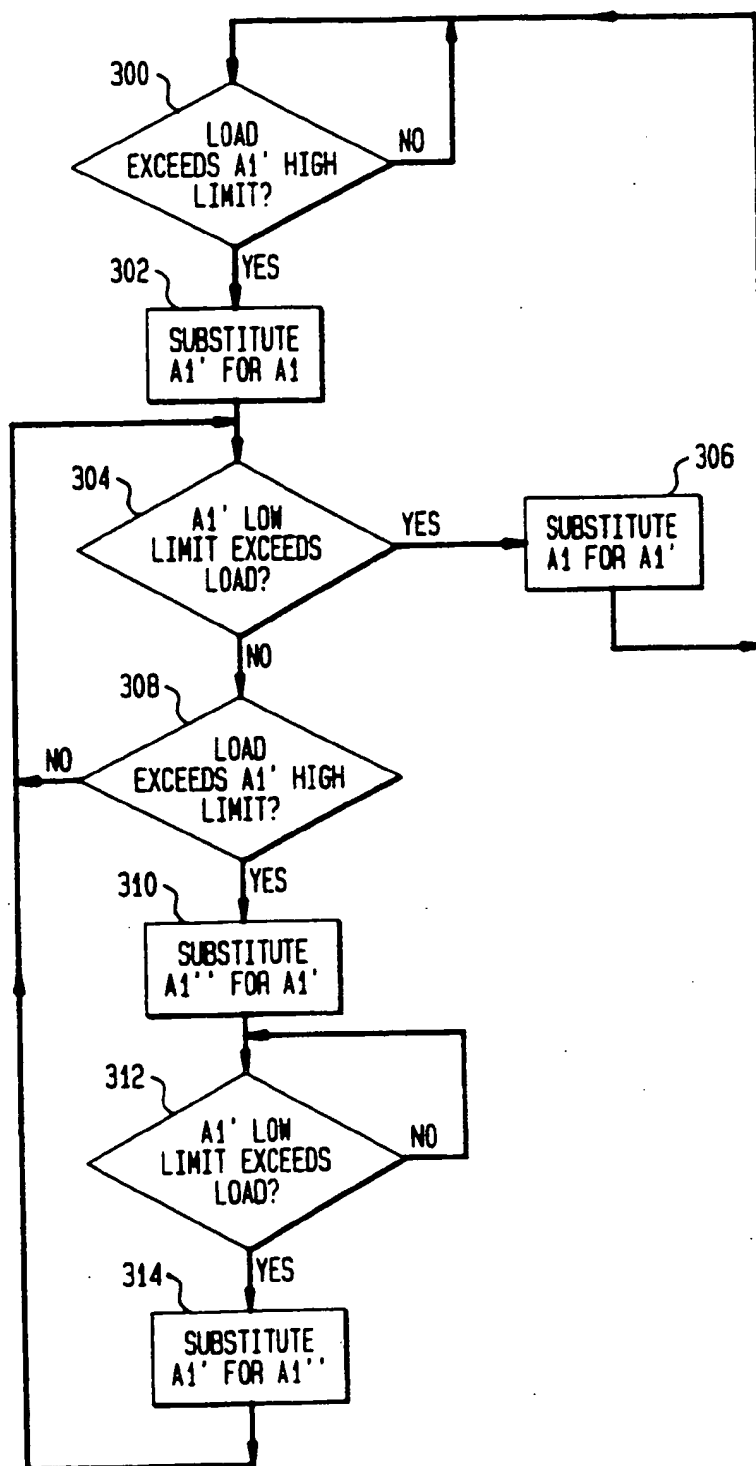 300
LOAD
EXCEEDS A1' HIGH
LIMIT?
NO
YES
302
SUBSTITUTE
A1' FOR A1
304
A1' LOW
LIMIT EXCEEDS
LOAD?
YES
306
SUBSTITUTE
A1 FOR A1'
NO
308
LOAD
EXCEEDS A1' HIGH
LIMIT?
NO
YES
310
SUBSTITUTE
A1'' FOR A1'
312
A1' LOW
LIMIT EXCEEDS
LOAD?
NO
YES
314
SUBSTITUTE
A1' FOR A1''